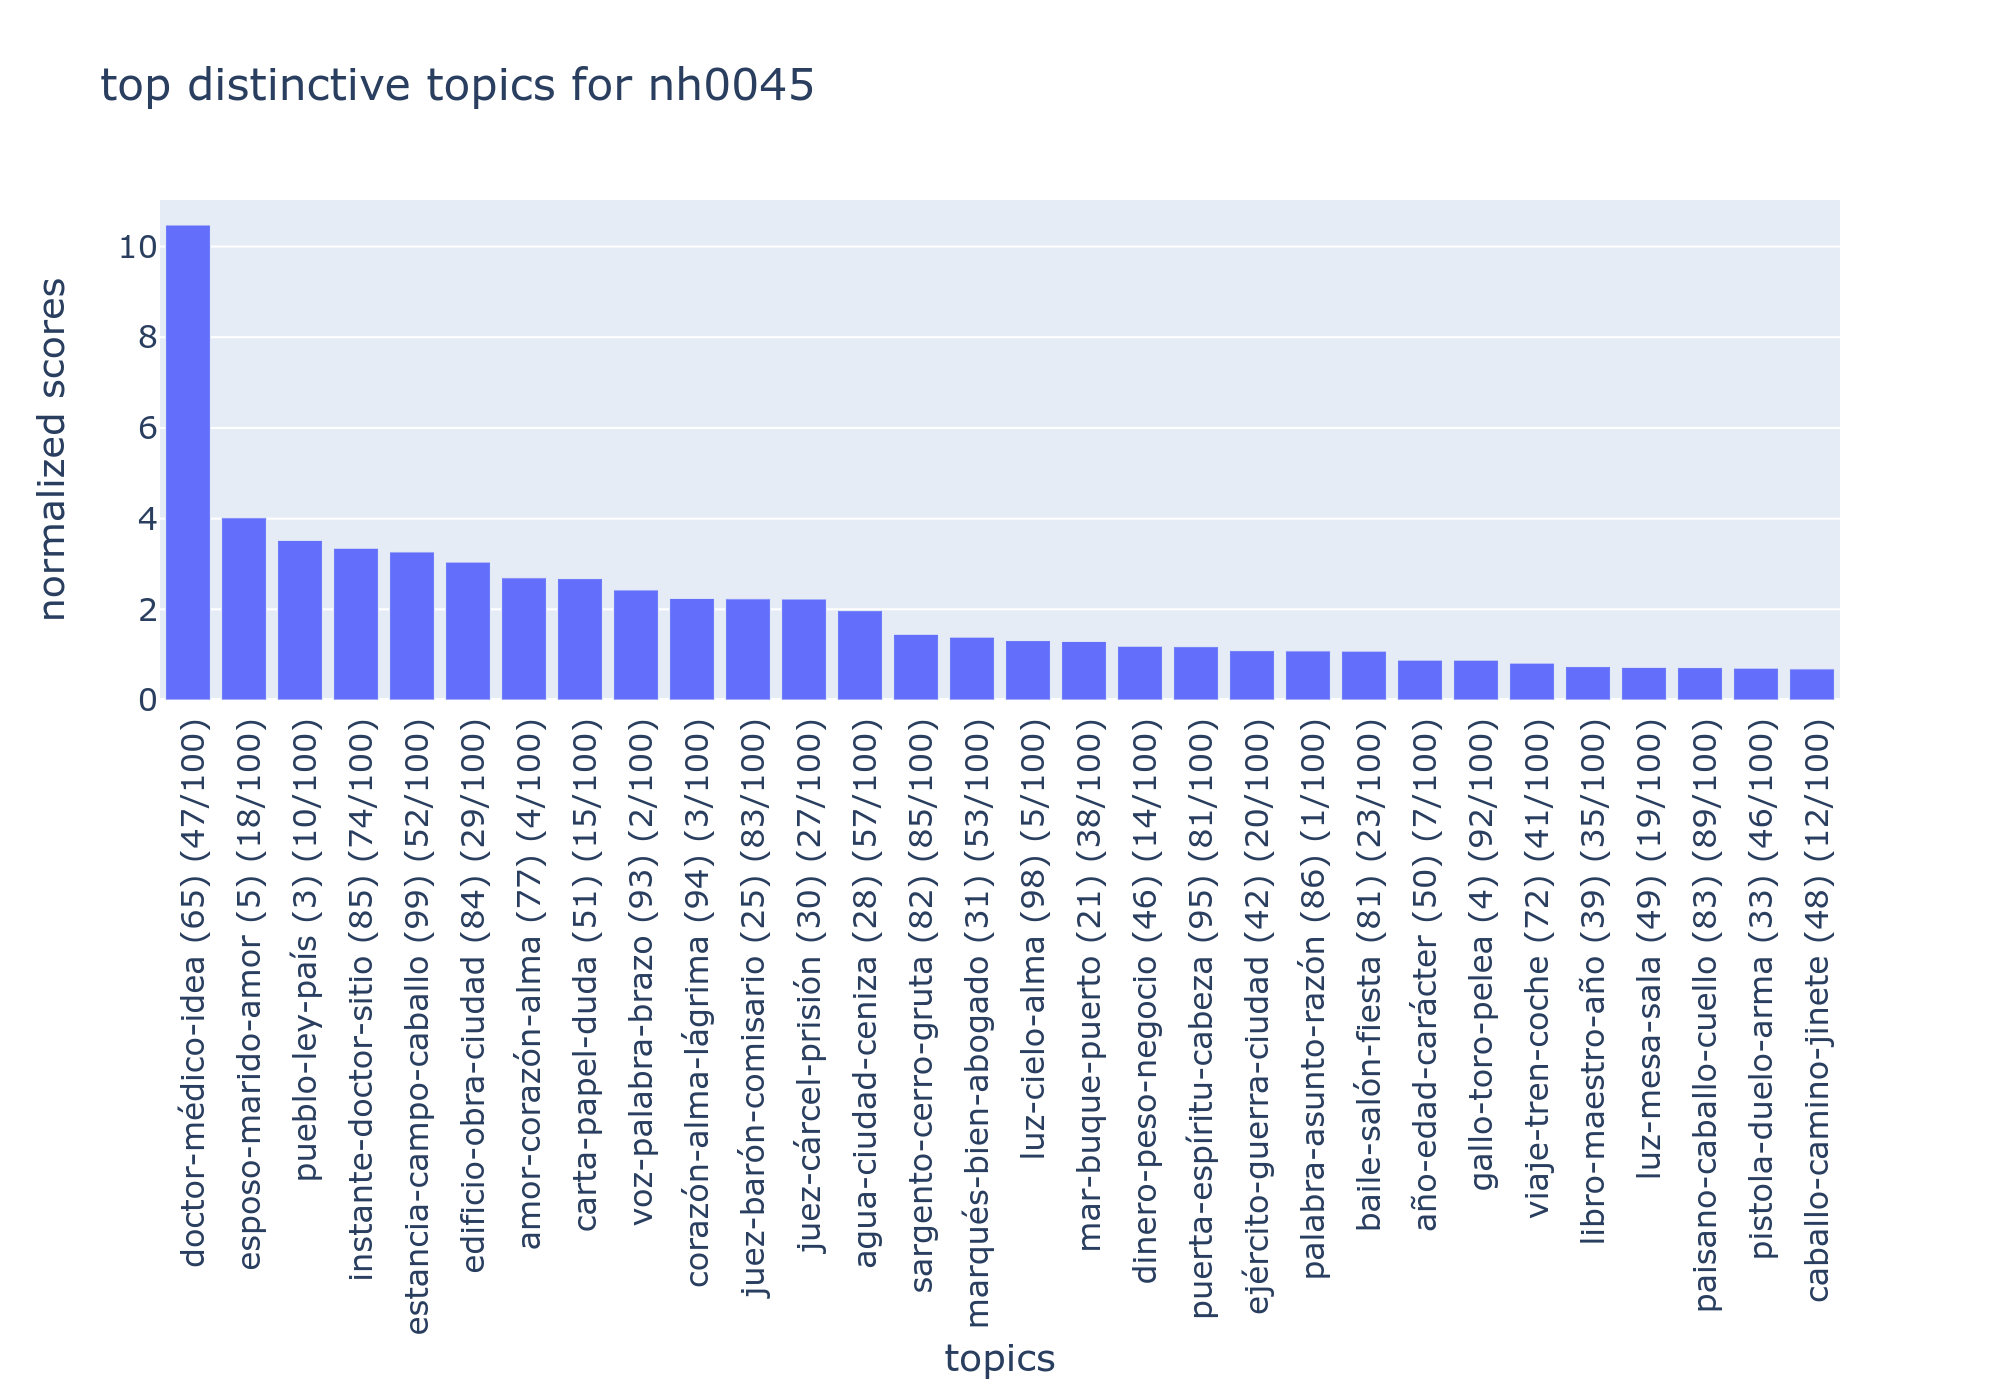 top distinctive topics for nh0045
normalized scores
10
8
6
4
2
0
doctor-médico-idea (65) (47/100)
esposo-marido-amor (5) (18/100)
pueblo-ley-país (3) (10/100)
instante-doctor-sitio (85) (74/100)
estancia-campo-caballo (99) (52/100)
edificio-obra-ciudad (84) (29/100)
amor-corazón-alma (77) (4/100)
carta-papel-duda (51) (15/100)
voz-palabra-brazo (93) (2/100)
corazón-alma-lágrima (94) (3/100)
juez-barón-comisario (25) (83/100)
juez-cárcel-prisión (30) (27/100)
agua-ciudad-ceniza (28) (57/100)
sargento-cerro-gruta (82) (85/100)
marqués-bien-abogado (31) (53/100)
luz-cielo-alma (98) (5/100)
mar-buque-puerto (21) (38/100)
dinero-peso-negocio (46) (14/100)
puerta-espíritu-cabeza (95) (81/100)
ejército-guerra-ciudad (42) (20/100)
palabra-asunto-razón (86) (1/100)
baile-salón-fiesta (81) (23/100)
año-edad-carácter (50) (7/100)
gallo-toro-pelea (4) (92/100)
viaje-tren-coche (72) (41/100)
libro-maestro-año (39) (35/100)
luz-mesa-sala (49) (19/100)
paisano-caballo-cuello (83) (89/100)
pistola-duelo-arma (33) (46/100)
caballo-camino-jinete (48) (12/100)
topics